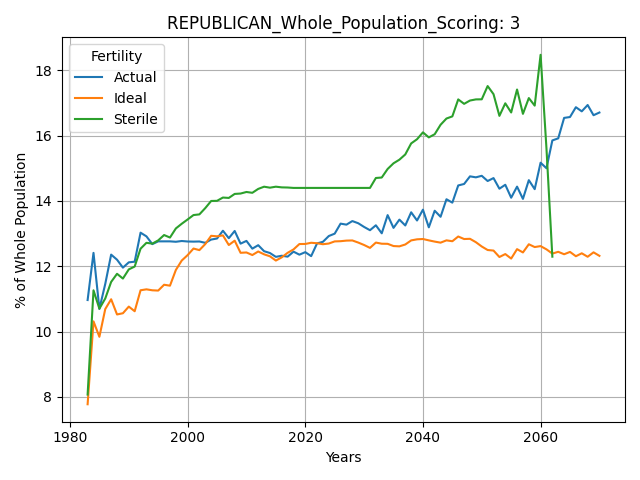 REPUBLICAN_Whole_Population_Scoring: 3
Fertility
Actual
Ideal
Sterile
% of Whole Population
18
16
14
12
10
8
1980 2000 2020 2040 2060
Years